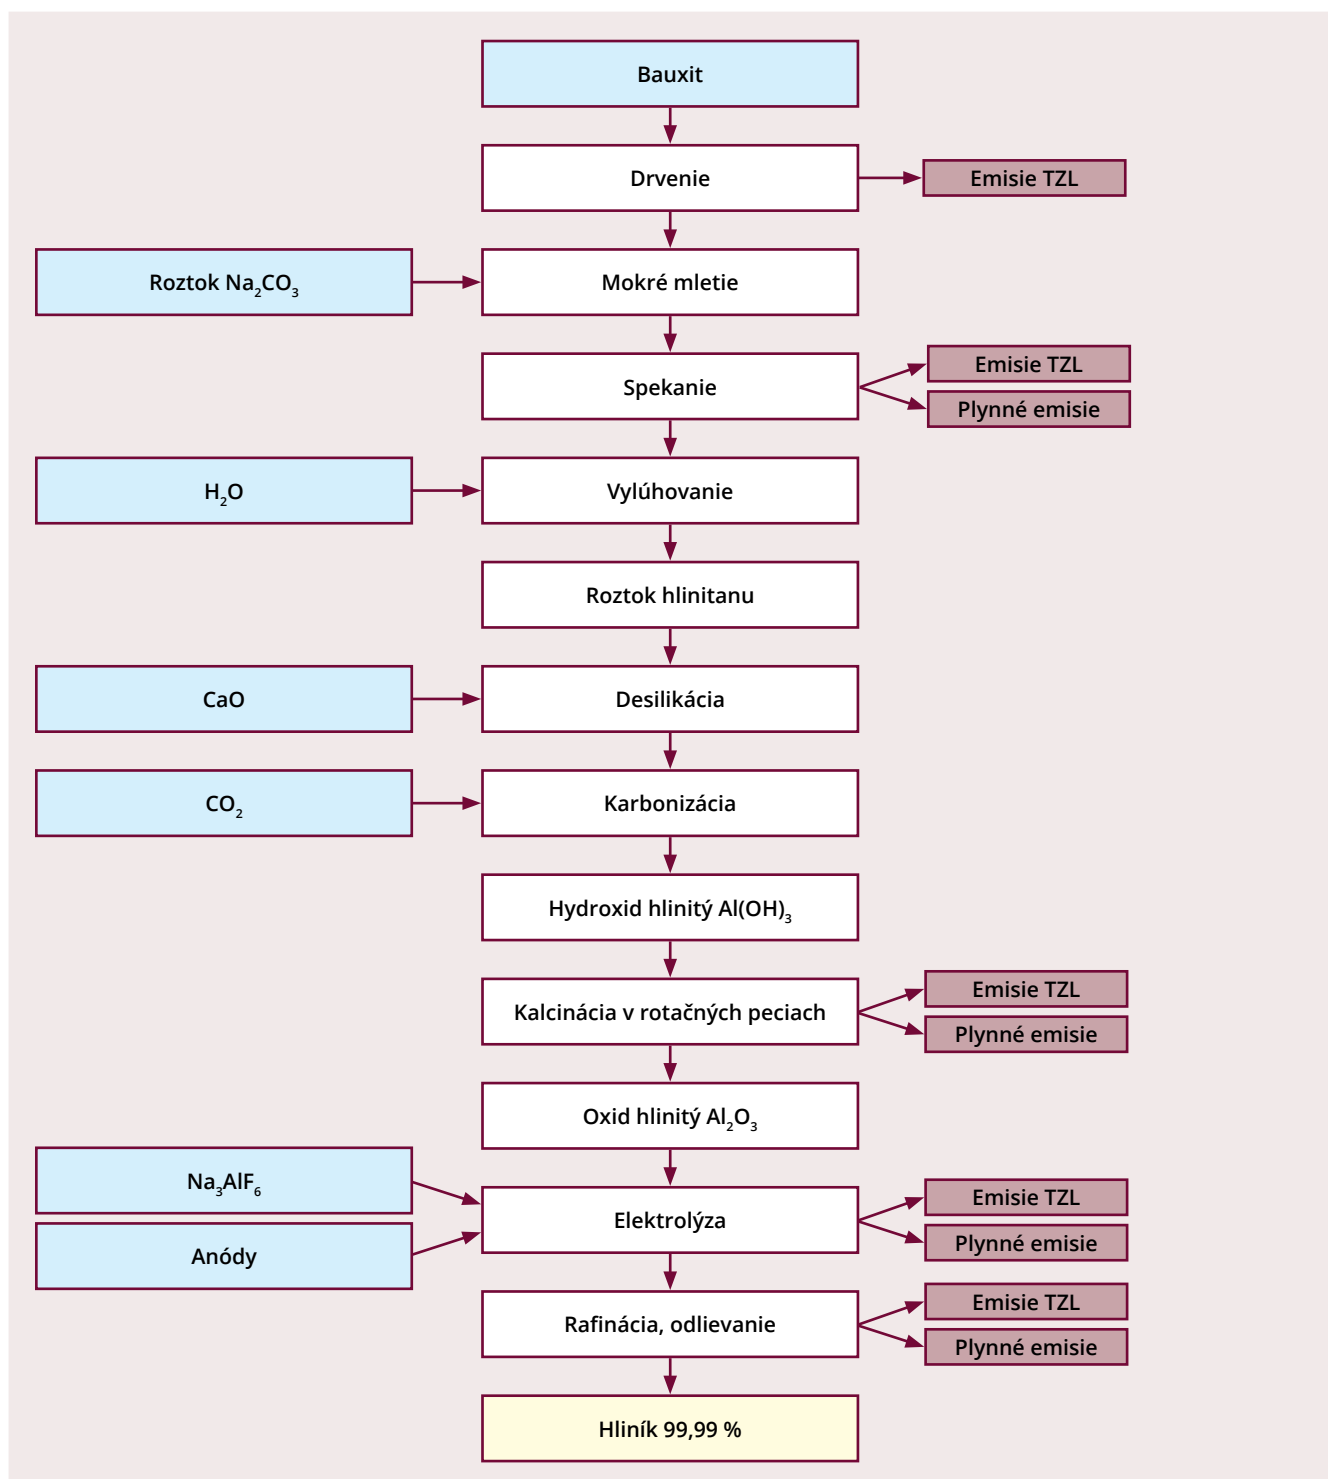 Bauxit
Drvenie
Emisie TZL
Roztok Na₂CO₃
Mokré mletie
Spekanie
Emisie TZL
Plynné emisie
H₂O
Vylúhovanie
Roztok hlinitanu
CaO
Desilikácia
CO₂
Karbonizácia
Hydroxid hlinitý Al(OH)₃
Kalcinácia v rotačných peciach
Emisie TZL
Plynné emisie
Oxid hlinitý Al₂O₃
Na₃AlF₆
Anódy
Elektrolýza
Emisie TZL
Plynné emisie
Rafinácia, odlievanie
Emisie TZL
Plynné emisie
Hliník 99,99 %